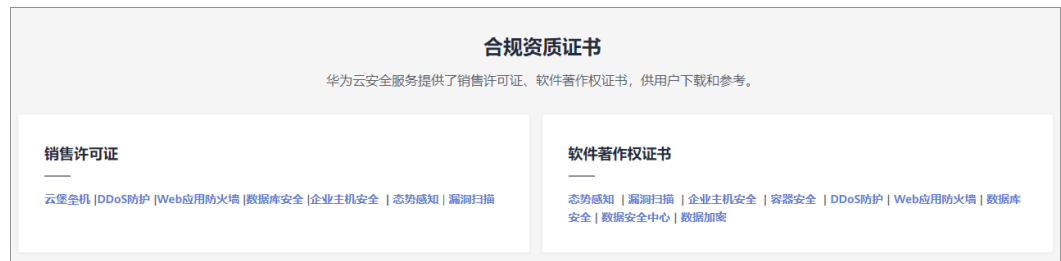 合规资质证书
华为云安全服务提供了销售许可证、软件著作权证书，供用户下载和参考。
销售许可证
云堡垒机 |DDoS防护 |Web应用防火墙 |数据库安全 |企业主机安全 | 态势感知 | 漏洞扫描
软件著作权证书
态势感知 | 漏洞扫描 | 企业主机安全 | 容器安全 | DDoS防护 | Web应用防火墙 | 数据库
安全 | 数据安全中心 | 数据加密